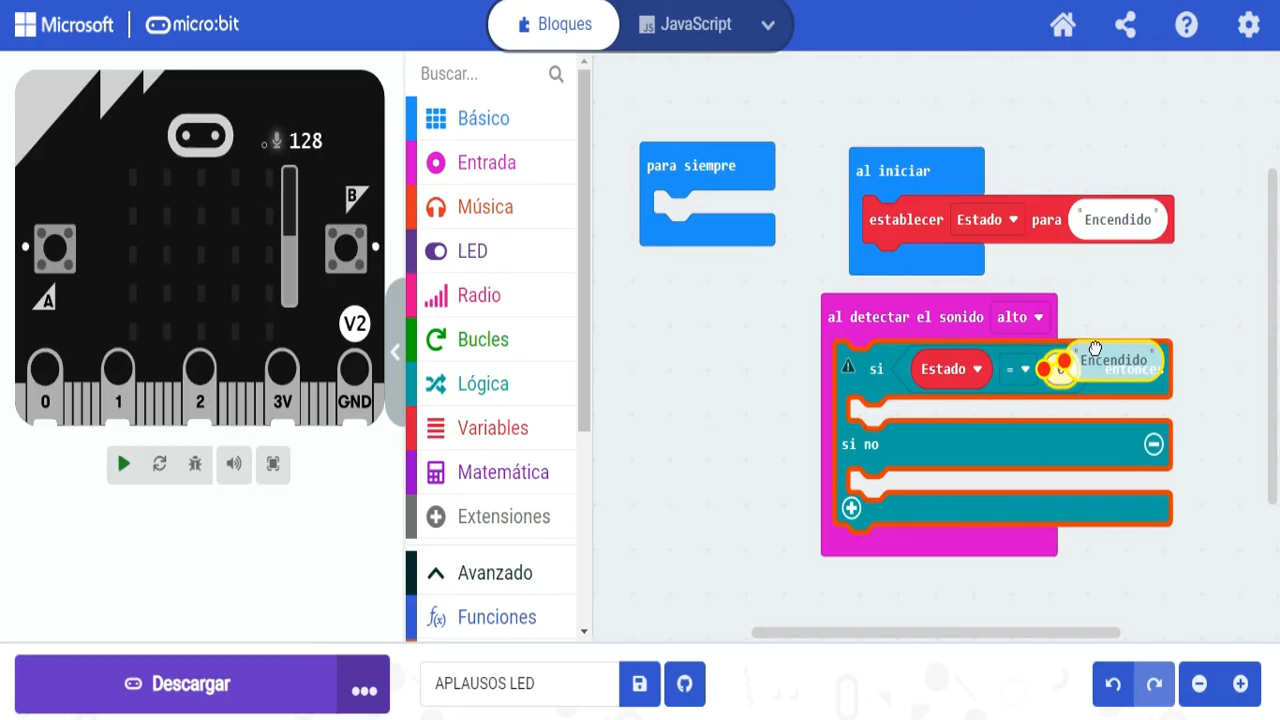 Microsoft
micro:bit
Bloques
JS JavaScript
128
B
A
V2
0 1 2 3V GND
Buscar...
Básico
Entrada
Música
LED
Radio
Bucles
Lógica
Variables
Matemática
Extensiones
Avanzado
f(x) Funciones
para siempre
al iniciar
establecer Estado para "Encendido"
al detectar el sonido alto
si Estado = "Encendido" entonces
si no
Descargar
APLAUSOS LED